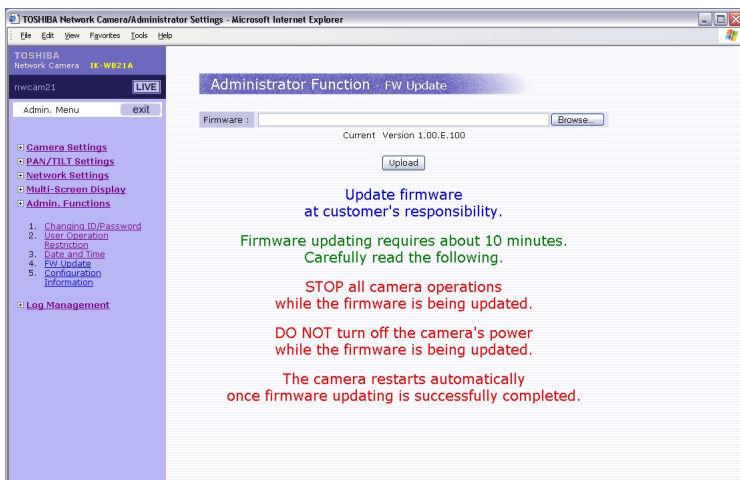 TOSHIBA Network Camera/Administrator Settings - Microsoft Internet Explorer
File Edit View Favorites Tools Help
TOSHIBA
Network Camera IK-WB21A
nwcam21 LIVE
Admin. Menu exit
Camera Settings
PAN/TILT Settings
Network Settings
Multi-Screen Display
Admin. Functions
1. Changing ID/Password
2. User Operation
Restriction
3. Date and Time
4. FW Update
5. Configuration
Information
Log Management
Administrator Function - FW Update
Firmware : Browse...
Current Version 1.00.E.100
Upload
Update firmware
at customer's responsibility.
Firmware updating requires about 10 minutes.
Carefully read the following.
STOP all camera operations
while the firmware is being updated.
DO NOT turn off the camera's power
while the firmware is being updated.
The camera restarts automatically
once firmware updating is successfully completed.